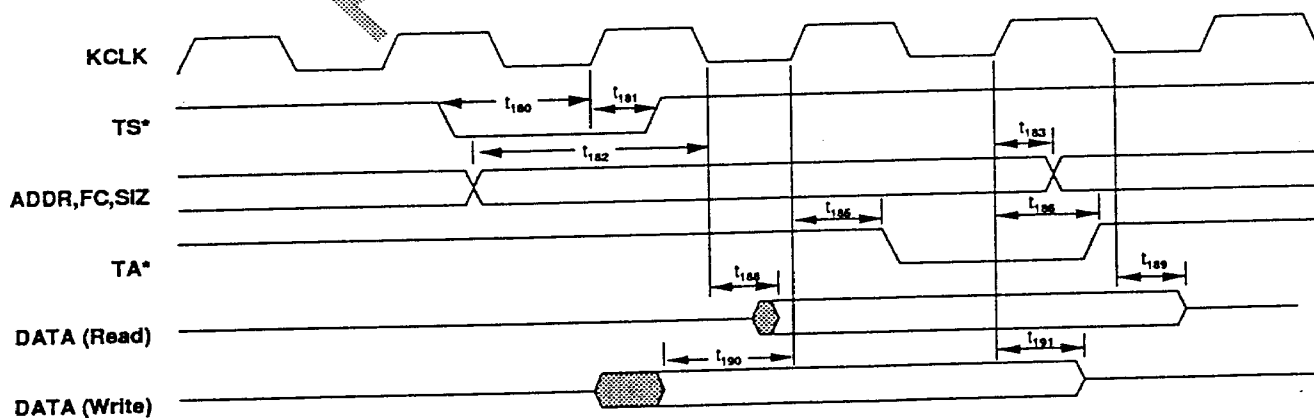 KCLK
t180
t181
TS*
t182
t183
ADDR,FC,SIZ
t185
t186
TA*
t188
t189
DATA (Read)
t190
t191
DATA (Write)